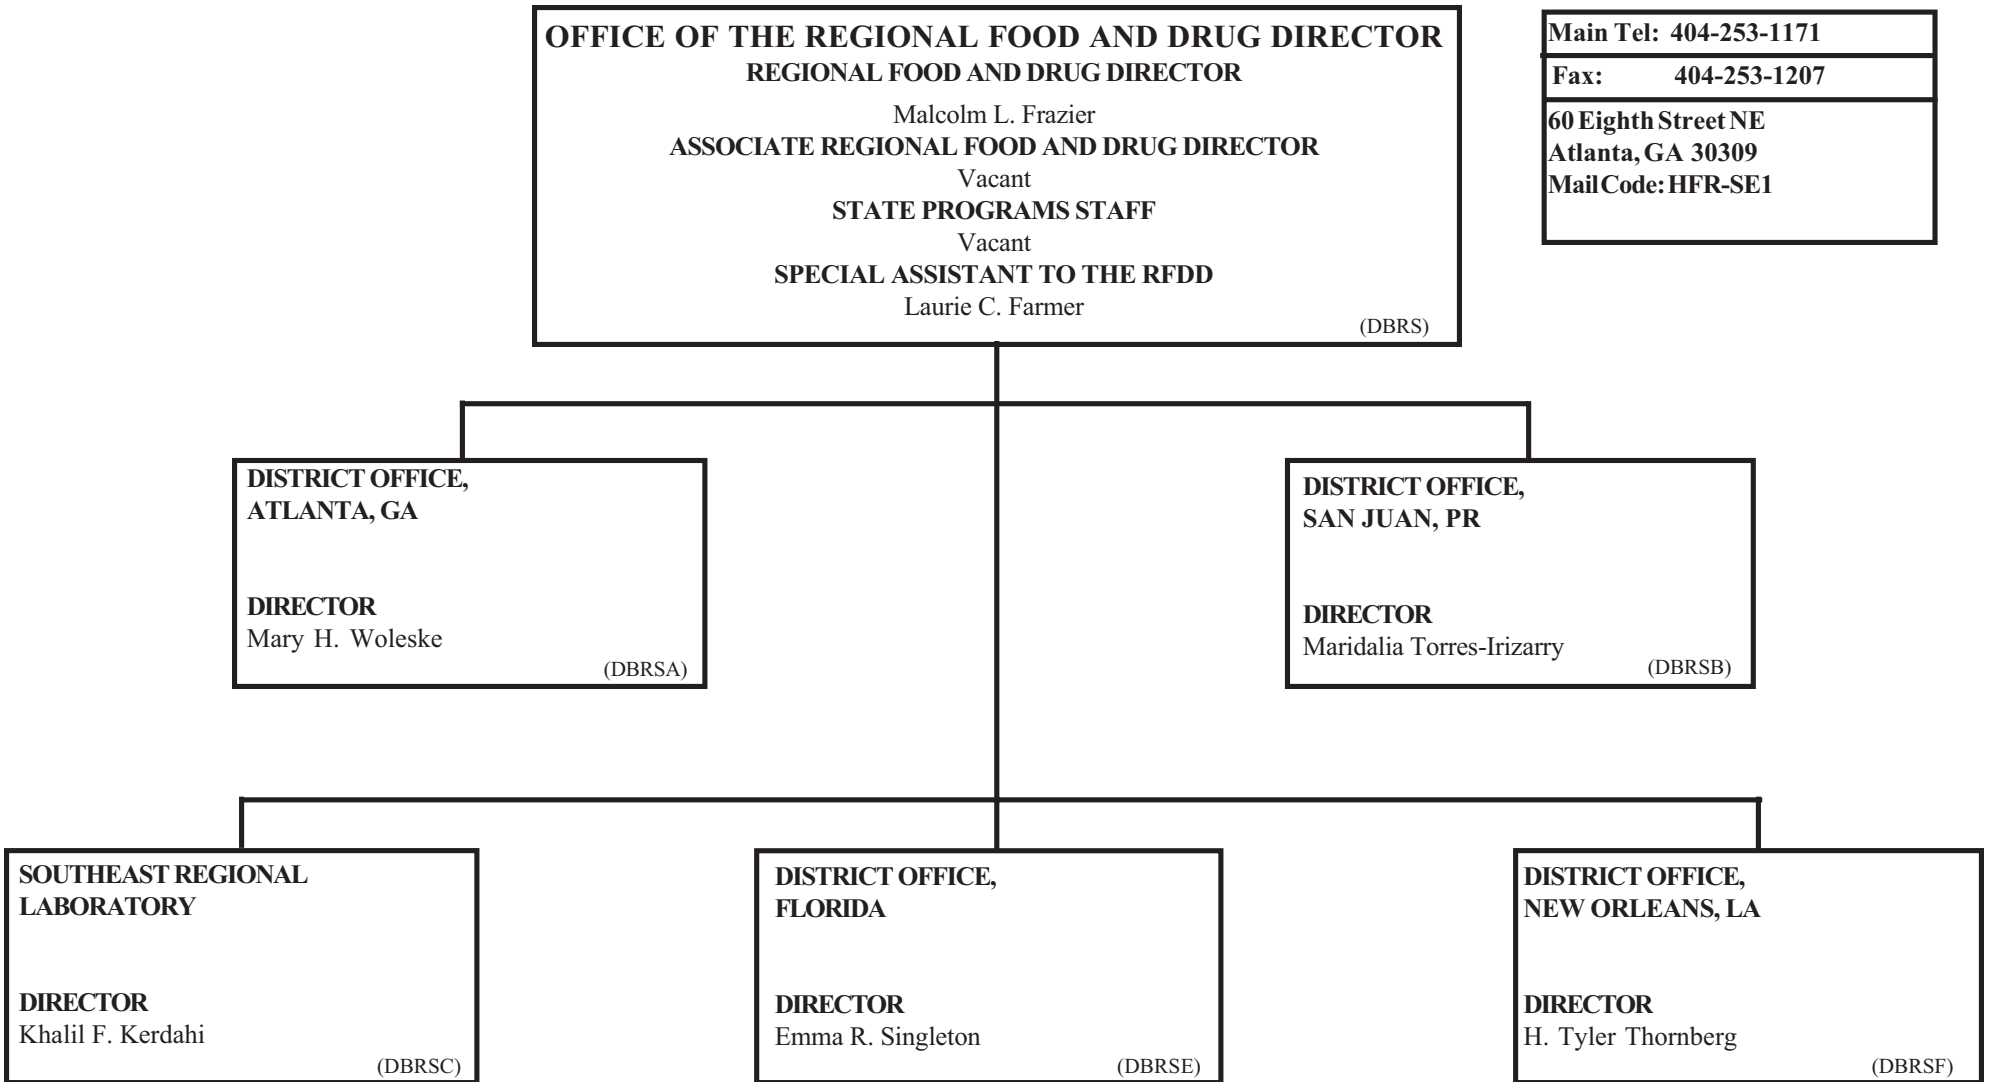 OFFICE OF THE REGIONAL FOOD AND DRUG DIRECTOR
REGIONAL FOOD AND DRUG DIRECTOR
Malcolm L. Frazier
ASSOCIATE REGIONAL FOOD AND DRUG DIRECTOR
Vacant
STATE PROGRAMS STAFF
Vacant
SPECIAL ASSISTANT TO THE RFDD
Laurie C. Farmer
(DBRS)
Main Tel: 404-253-1171
Fax: 404-253-1207
60 Eighth Street NE
Atlanta, GA 30309
Mail Code: HFR-SE1
DISTRICT OFFICE,
ATLANTA, GA
DIRECTOR
Mary H. Woleske
(DBRSA)
DISTRICT OFFICE,
SAN JUAN, PR
DIRECTOR
Maridalia Torres-Irizarry
(DBRSB)
SOUTHEAST REGIONAL
LABORATORY
DIRECTOR
Khalil F. Kerdahi
(DBRSC)
DISTRICT OFFICE,
FLORIDA
DIRECTOR
Emma R. Singleton
(DBRSE)
DISTRICT OFFICE,
NEW ORLEANS, LA
DIRECTOR
H. Tyler Thornberg
(DBRSF)